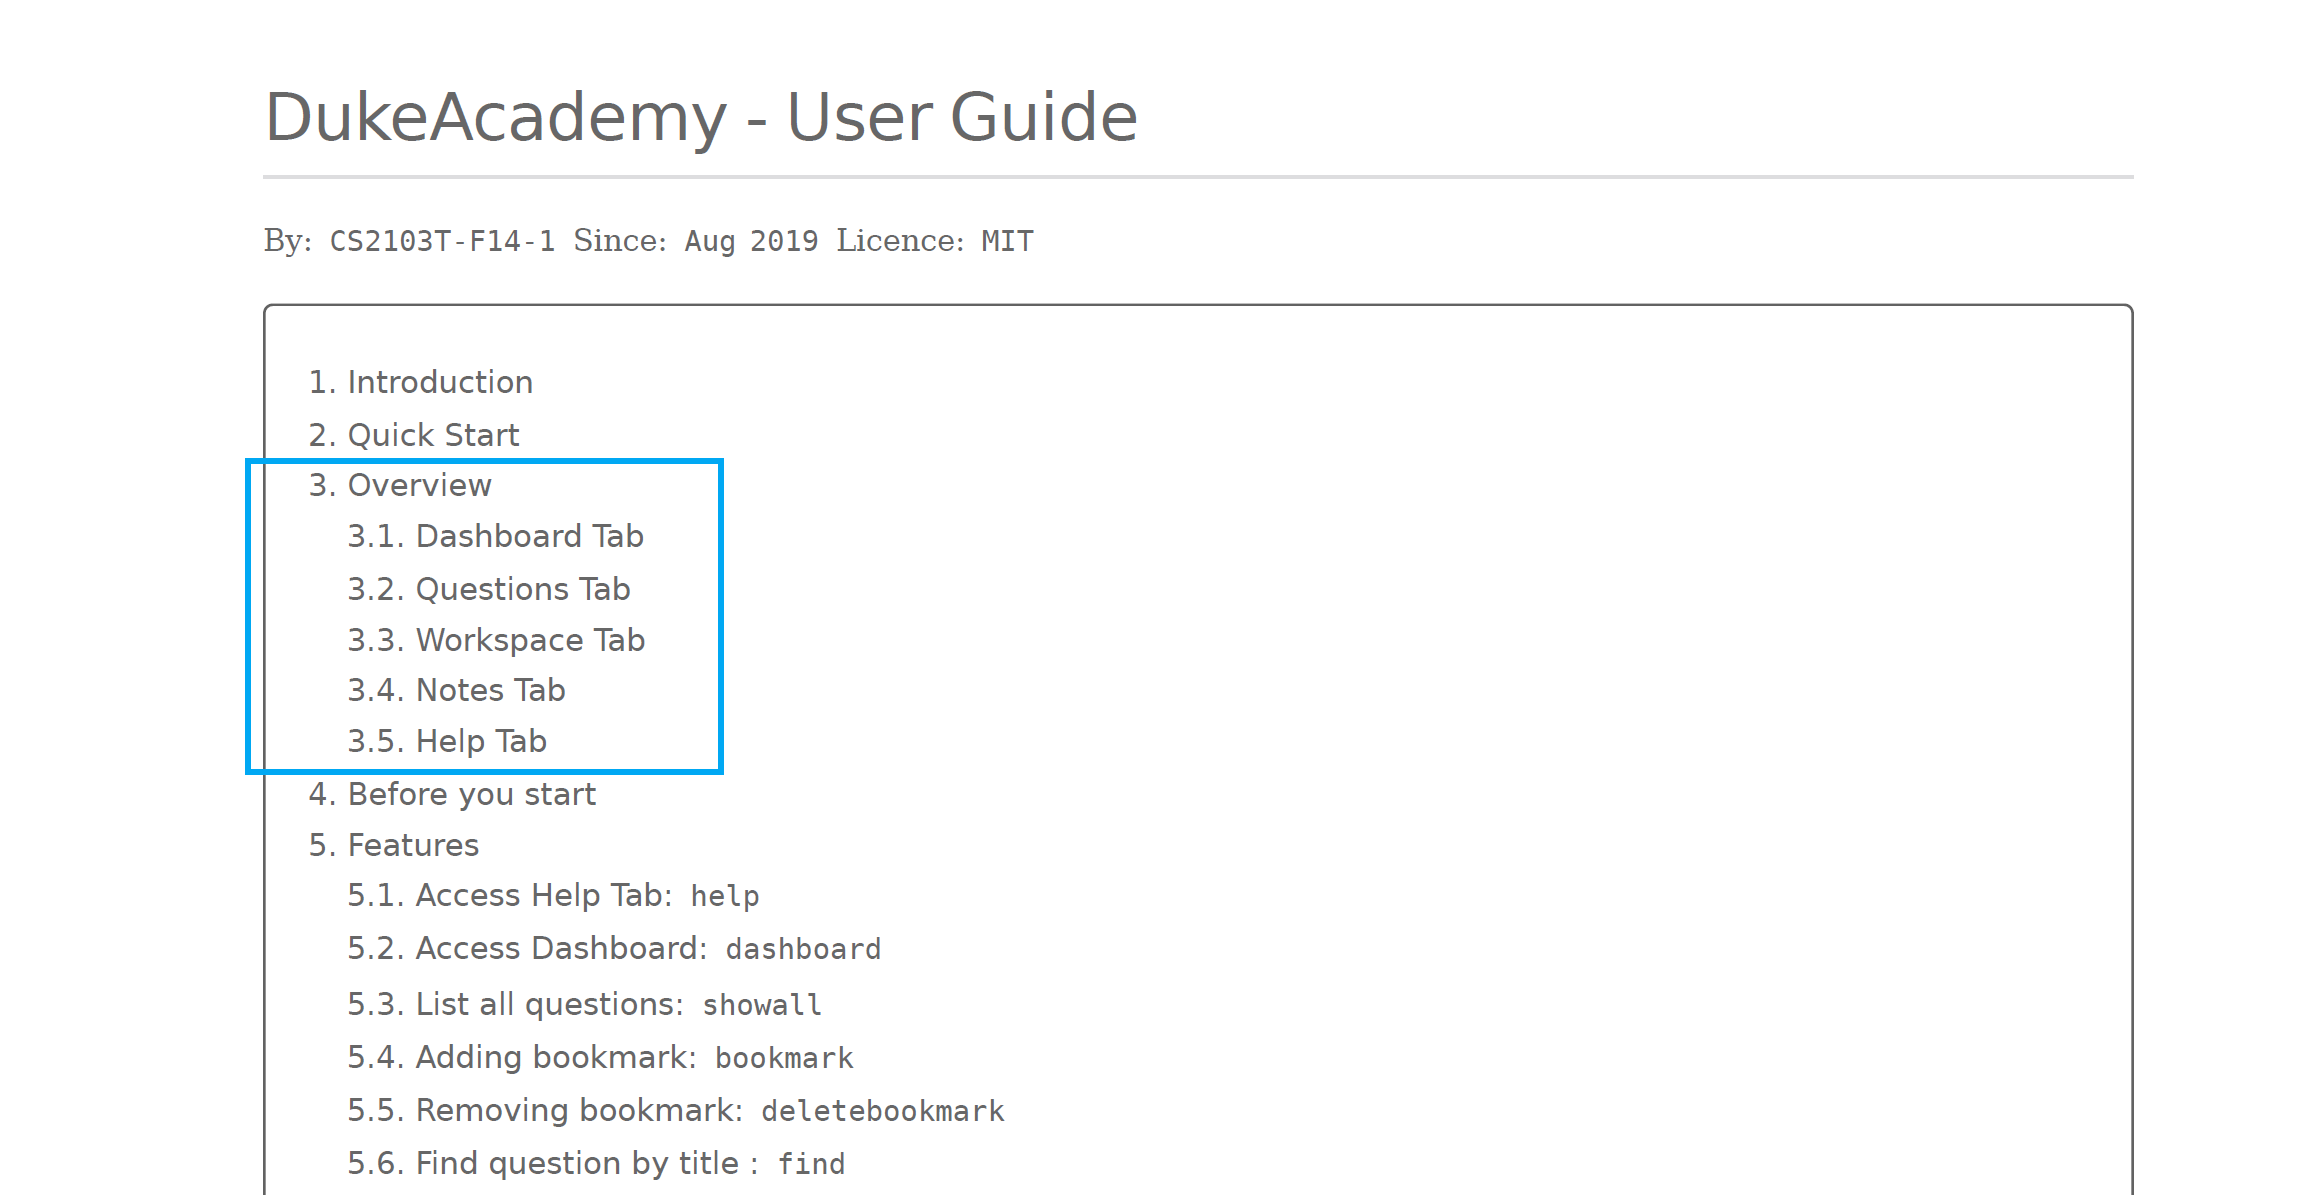 DukeAcademy - User Guide
By: CS2103T-F14-1 Since: Aug 2019 Licence: MIT
1. Introduction
2. Quick Start
3. Overview
3.1. Dashboard Tab
3.2. Questions Tab
3.3. Workspace Tab
3.4. Notes Tab
3.5. Help Tab
4. Before you start
5. Features
5.1. Access Help Tab: help
5.2. Access Dashboard: dashboard
5.3. List all questions: showall
5.4. Adding bookmark: bookmark
5.5. Removing bookmark: deletebookmark
5.6. Find question by title : find